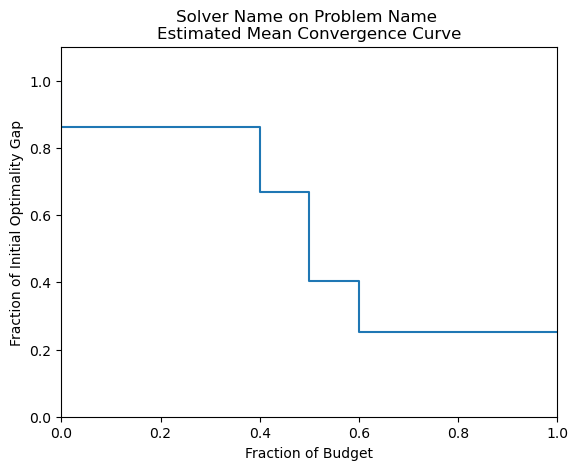 Solver Name on Problem Name
Estimated Mean Convergence Curve
Fraction of Initial Optimality Gap
1.0
0.8
0.6
0.4
0.2
0.0
0.0 0.2 0.4 0.6 0.8 1.0
Fraction of Budget